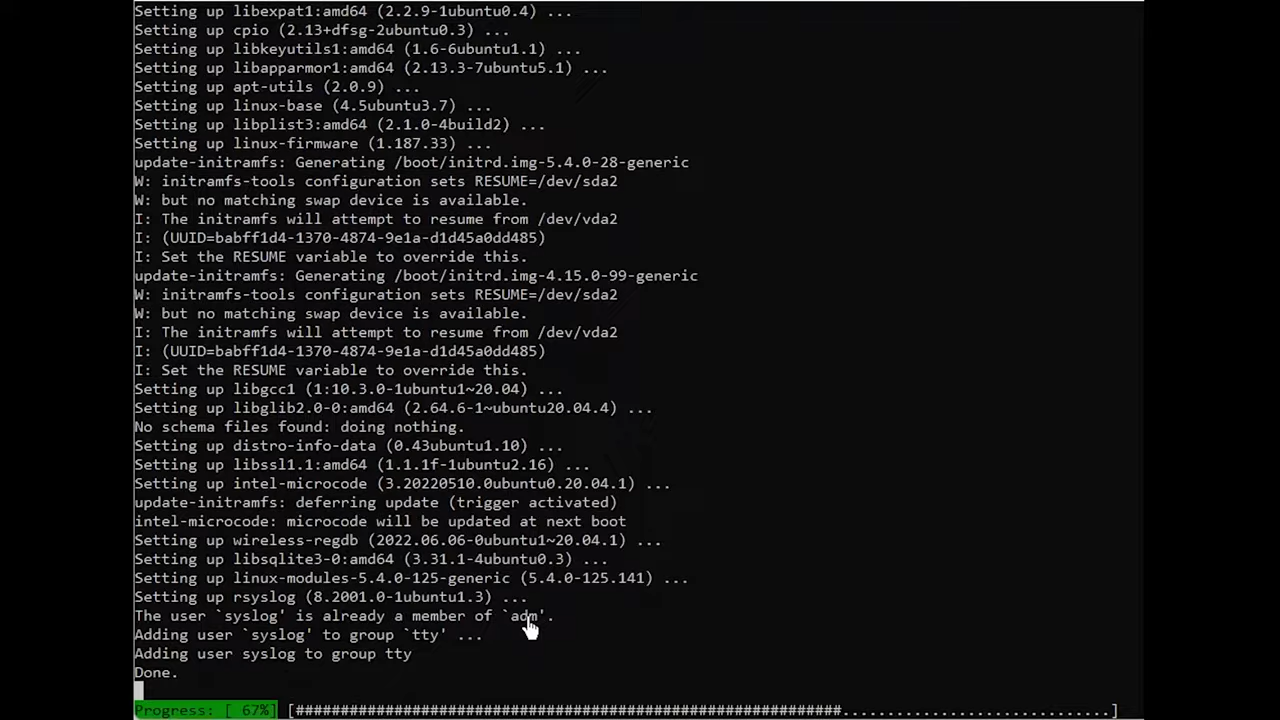 Setting up libexpat1:amd64 (2.2.9-1ubuntu0.4) ...
Setting up cpio (2.13+dfsg-2ubuntu0.3) ...
Setting up libkeyutils1:amd64 (1.6-6ubuntu1.1) ...
Setting up libapparmor1:amd64 (2.13.3-7ubuntu5.1) ...
Setting up apt-utils (2.0.9) ...
Setting up linux-base (4.5ubuntu3.7) ...
Setting up libplist3:amd64 (2.1.0-4build2) ...
Setting up linux-firmware (1.187.33) ...
update-initramfs: Generating /boot/initrd.img-5.4.0-28-generic
W: initramfs-tools configuration sets RESUME=/dev/sda2
W: but no matching swap device is available.
I: The initramfs will attempt to resume from /dev/vda2
I: (UUID=babff1d4-1370-4874-9e1a-d1d45a0dd485)
I: Set the RESUME variable to override this.
update-initramfs: Generating /boot/initrd.img-4.15.0-99-generic
W: initramfs-tools configuration sets RESUME=/dev/sda2
W: but no matching swap device is available.
I: The initramfs will attempt to resume from /dev/vda2
I: (UUID=babff1d4-1370-4874-9e1a-d1d45a0dd485)
I: Set the RESUME variable to override this.
Setting up libgcc1 (1:10.3.0-1ubuntu1~20.04) ...
Setting up libglib2.0-0:amd64 (2.64.6-1~ubuntu20.04.4) ...
No schema files found: doing nothing.
Setting up distro-info-data (0.43ubuntu1.10) ...
Setting up libssl1.1:amd64 (1.1.1f-1ubuntu2.16) ...
Setting up intel-microcode (3.20220510.0ubuntu0.20.04.1) ...
update-initramfs: deferring update (trigger activated)
intel-microcode: microcode will be updated at next boot
Setting up wireless-regdb (2022.06.06-0ubuntu1~20.04.1) ...
Setting up libsqlite3-0:amd64 (3.31.1-4ubuntu0.3) ...
Setting up linux-modules-5.4.0-125-generic (5.4.0-125.141) ...
Setting up rsyslog (8.2001.0-1ubuntu1.3) ...
The user `syslog' is already a member of `adm'.
Adding user `syslog' to group `tty' ...
Adding user syslog to group tty
Done.
Progress: [ 67%] [#############################################################..............................]